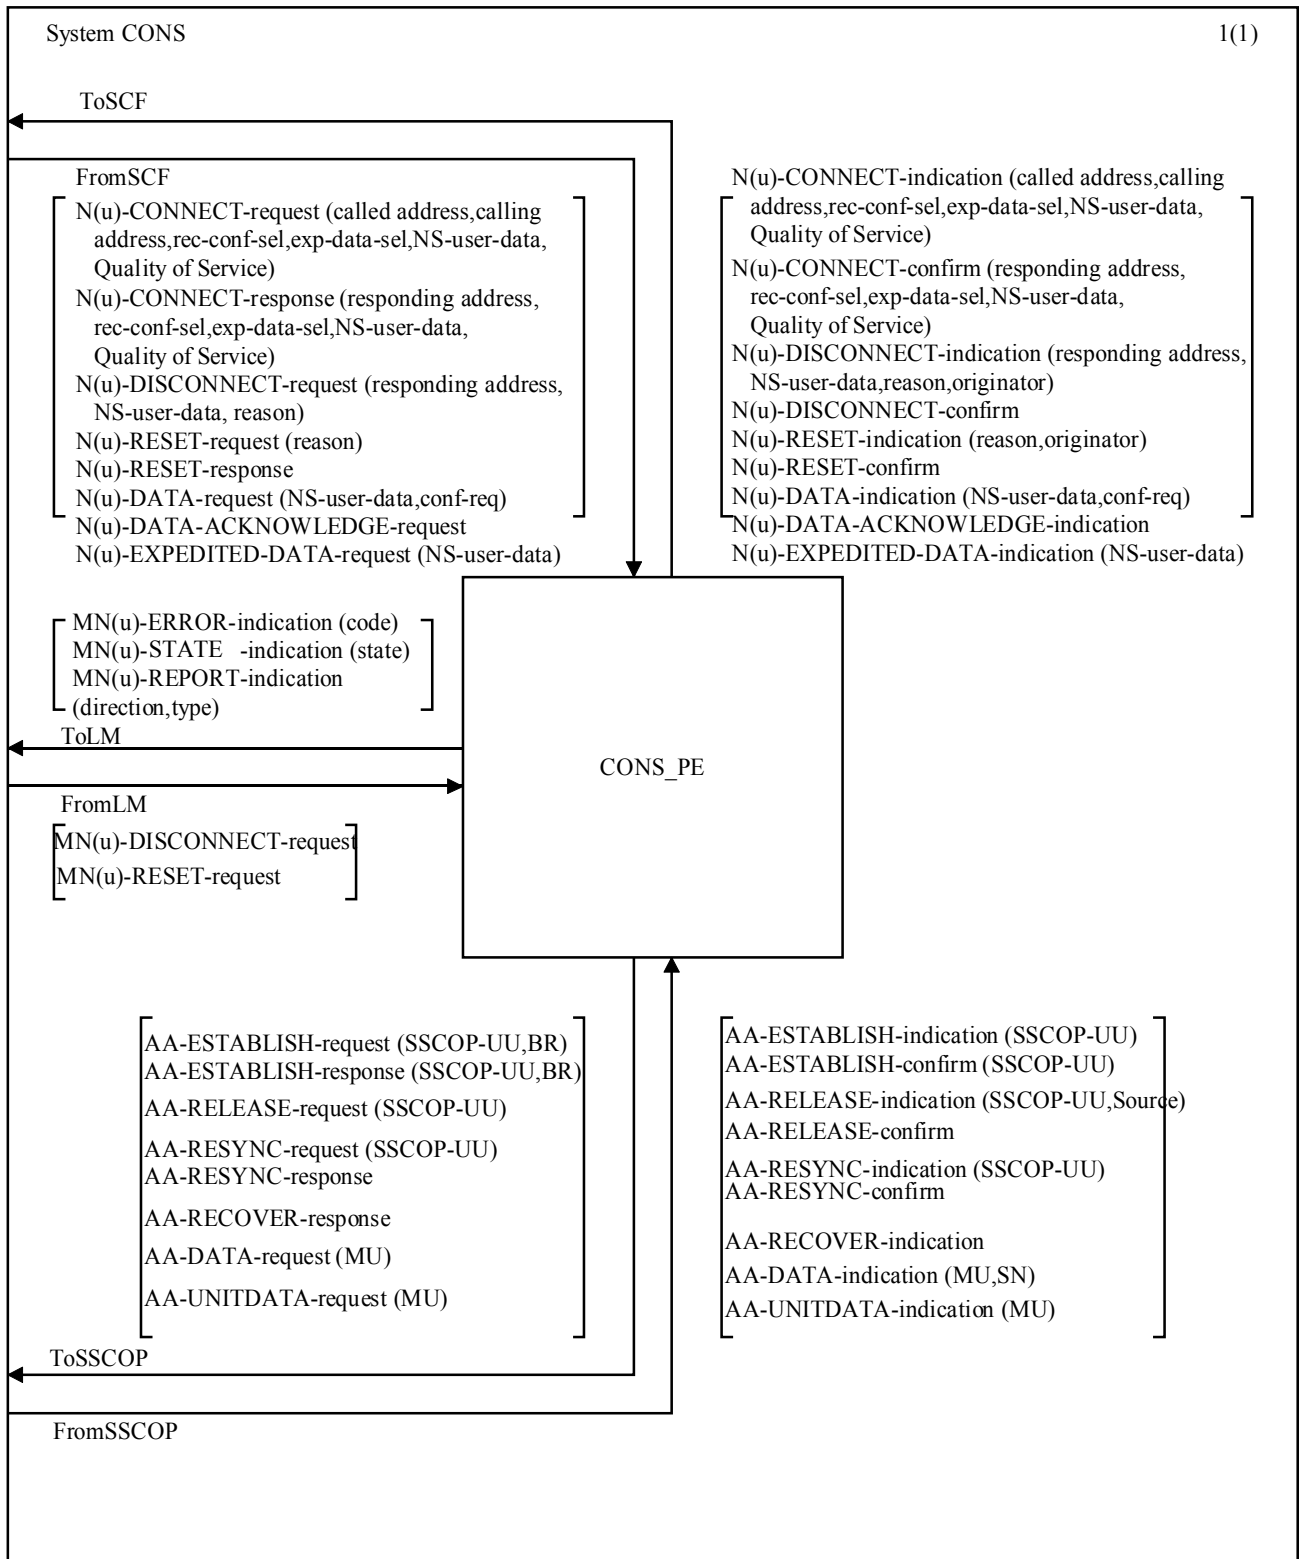 System CONS
1(1)
ToSCF
FromSCF
N(u)-CONNECT-request (called address,calling
address,rec-conf-sel,exp-data-sel,NS-user-data,
Quality of Service)
N(u)-CONNECT-response (responding address,
rec-conf-sel,exp-data-sel,NS-user-data,
Quality of Service)
N(u)-DISCONNECT-request (responding address,
NS-user-data, reason)
N(u)-RESET-request (reason)
N(u)-RESET-response
N(u)-DATA-request (NS-user-data,conf-req)
N(u)-DATA-ACKNOWLEDGE-request
N(u)-EXPEDITED-DATA-request (NS-user-data)
N(u)-CONNECT-indication (called address,calling
address,rec-conf-sel,exp-data-sel,NS-user-data,
Quality of Service)
N(u)-CONNECT-confirm (responding address,
rec-conf-sel,exp-data-sel,NS-user-data,
Quality of Service)
N(u)-DISCONNECT-indication (responding address,
NS-user-data,reason,originator)
N(u)-DISCONNECT-confirm
N(u)-RESET-indication (reason,originator)
N(u)-RESET-confirm
N(u)-DATA-indication (NS-user-data,conf-req)
N(u)-DATA-ACKNOWLEDGE-indication
N(u)-EXPEDITED-DATA-indication (NS-user-data)
MN(u)-ERROR-indication (code)
MN(u)-STATE -indication (state)
MN(u)-REPORT-indication
(direction,type)
ToLM
CONS_PE
FromLM
MN(u)-DISCONNECT-request
MN(u)-RESET-request
AA-ESTABLISH-request (SSCOP-UU,BR)
AA-ESTABLISH-response (SSCOP-UU,BR)
AA-RELEASE-request (SSCOP-UU)
AA-RESYNC-request (SSCOP-UU)
AA-RESYNC-response
AA-RECOVER-response
AA-DATA-request (MU)
AA-UNITDATA-request (MU)
AA-ESTABLISH-indication (SSCOP-UU)
AA-ESTABLISH-confirm (SSCOP-UU)
AA-RELEASE-indication (SSCOP-UU,Source)
AA-RELEASE-confirm
AA-RESYNC-indication (SSCOP-UU)
AA-RESYNC-confirm
AA-RECOVER-indication
AA-DATA-indication (MU,SN)
AA-UNITDATA-indication (MU)
ToSSCOP
FromSSCOP